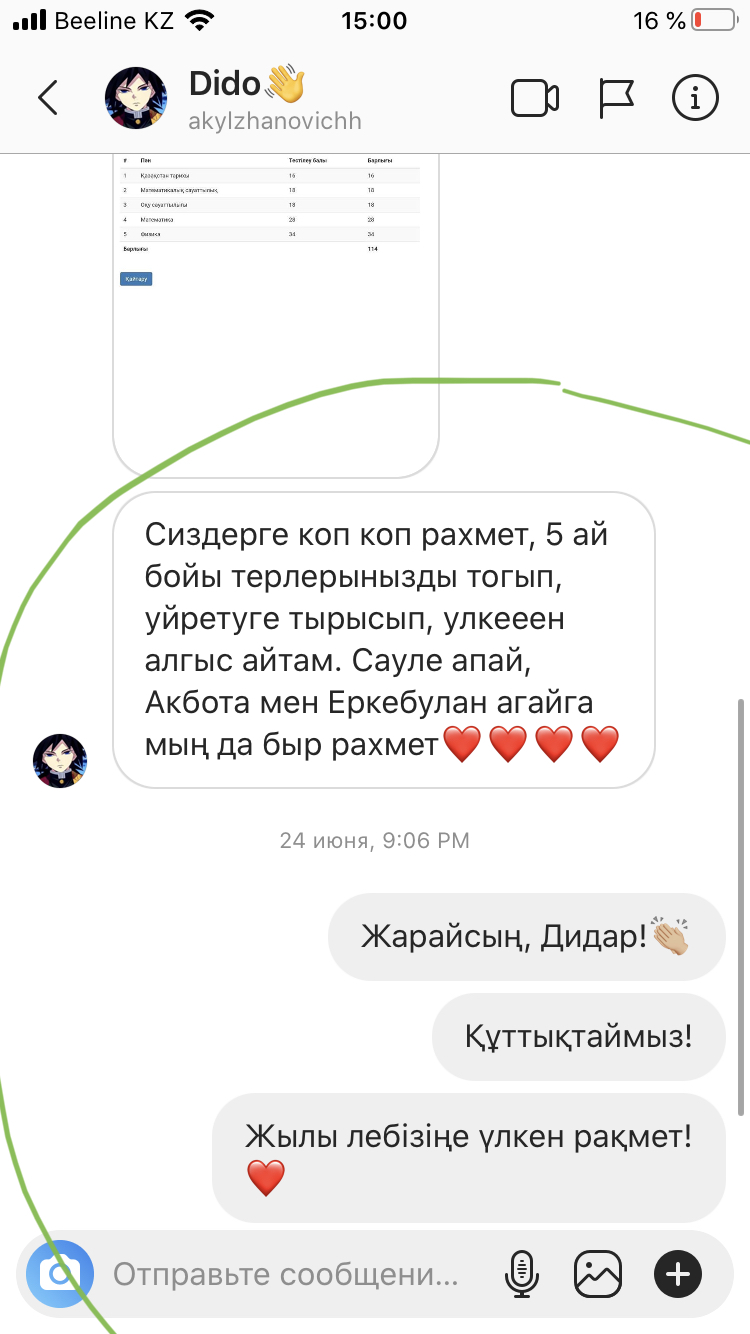 Beeline KZ 15:00 16 %
Dido👋
akylzhanovichh
# Пән Тестілеу балы Барлығы
1 Қазақстан тарихы 16 16
2 Математикалық сауаттылық 18 18
3 Оқу сауаттылығы 18 18
4 Математика 28 28
5 Физика 34 34
Барлығы 114
Қайтару
Сиздерге коп коп рахмет, 5 ай
бойы терлерынызды тогып,
уйретуге тырысып, улкееен
алгыс айтам. Сауле апай,
Акбота мен Еркебулан агайга
мың да быр рахмет❤️❤️❤️❤️
24 июня, 9:06 PM
Жарайсың, Дидар!👏🏼
Құттықтаймыз!
Жылы лебізіңе үлкен рақмет!
❤️
Отправьте сообщени...